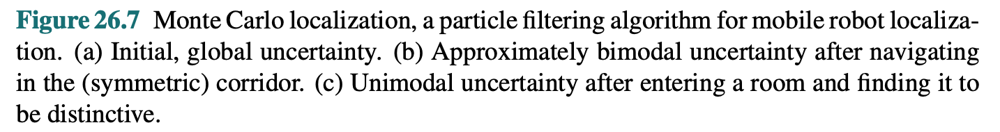 Figure 26.7 Monte Carlo localization, a particle filtering algorithm for mobile robot localiza-
tion. (a) Initial, global uncertainty. (b) Approximately bimodal uncertainty after navigating
in the (symmetric) corridor. (c) Unimodal uncertainty after entering a room and finding it to
be distinctive.